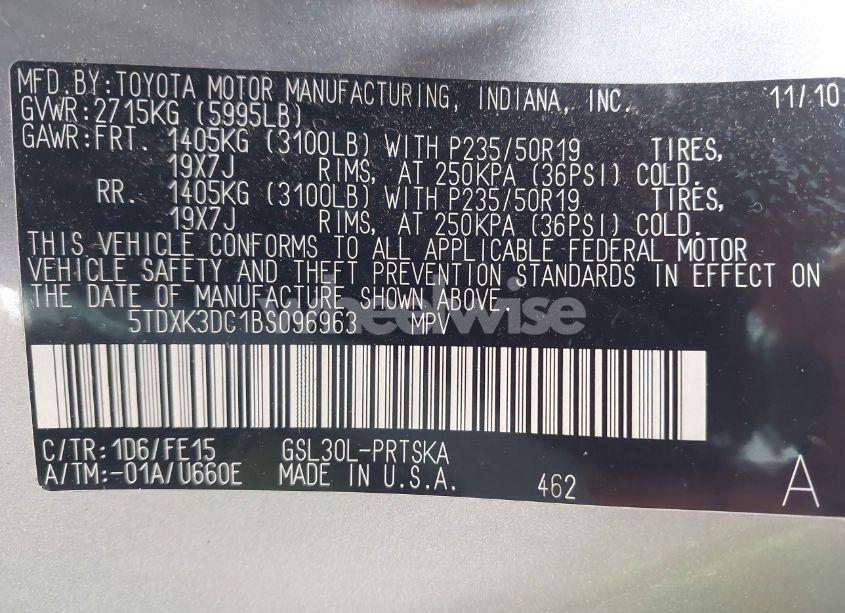 MFD.BY:TOYOTA MOTOR MANUFACTURING, INDIANA, INC. 11/10
GVWR:2715KG (5995LB)
GAWR:FRT. 1405KG (3100LB) WITH P235/50R19 TIRES,
19X7J RIMS, AT 250KPA (36PSI) COLD.
RR. 1405KG (3100LB) WITH P235/50R19 TIRES,
19X7J RIMS, AT 250KPA (36PSI) COLD.
THIS VEHICLE CONFORMS TO ALL APPLICABLE FEDERAL MOTOR
VEHICLE SAFETY AND THEFT PREVENTION STANDARDS IN EFFECT ON
THE DATE OF MANUFACTURE SHOWN ABOVE.
5TDXK3DC1BS096963 MPV
wheelwise
C/TR:1D6/FE15 GSL30L-PRTSKA
A/TM:-01A/U660E MADE IN U.S.A. 462 A